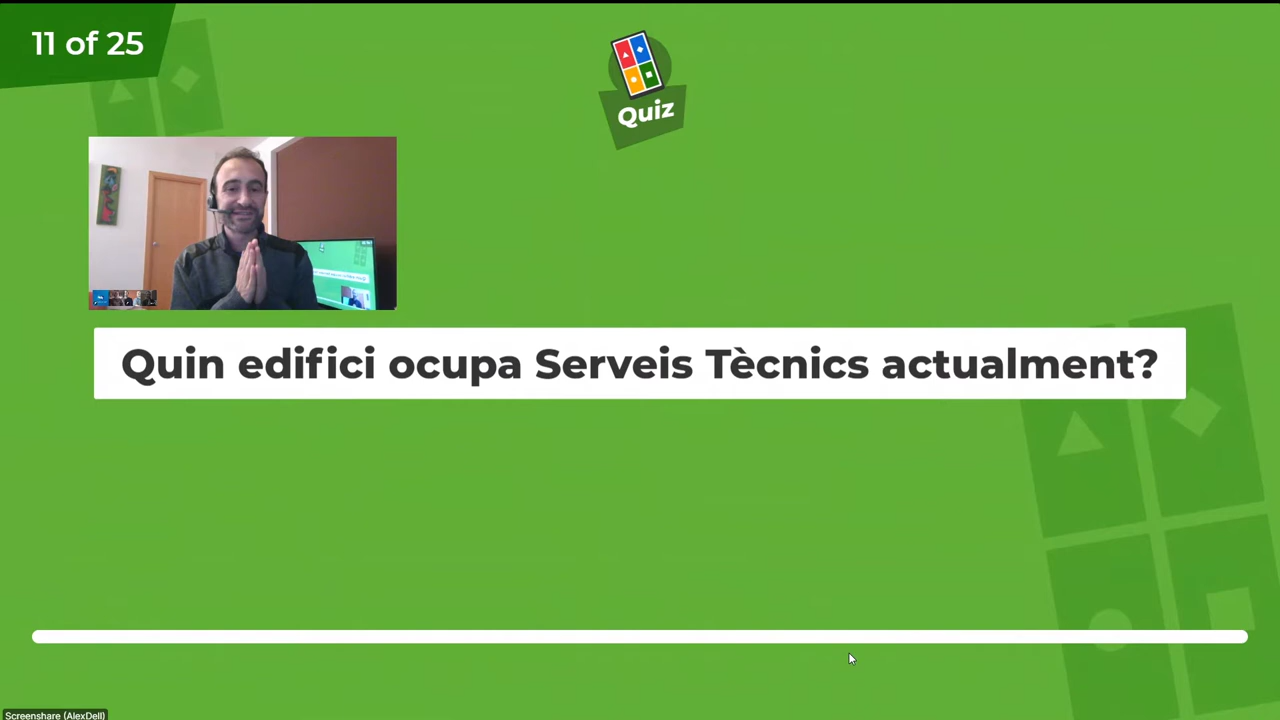 11 of 25
Quiz
Quin edifici ocupa Serveis Tècnics actualment?
Screenshare (AlexDell)